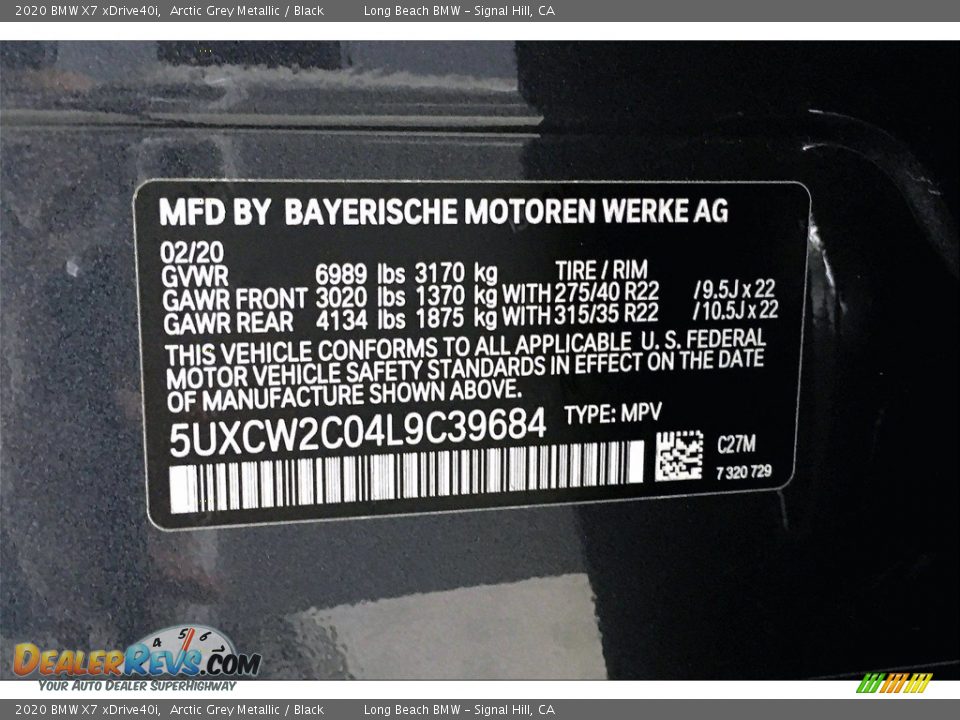 2020 BMW X7 xDrive40i, Arctic Grey Metallic / Black Long Beach BMW - Signal Hill, CA
MFD BY BAYERISCHE MOTOREN WERKE AG
02/20
GVWR 6989 lbs 3170 kg TIRE / RIM
GAWR FRONT 3020 lbs 1370 kg WITH 275/40 R22 /9.5J x 22
GAWR REAR 4134 lbs 1875 kg WITH 315/35 R22 /10.5J x 22
THIS VEHICLE CONFORMS TO ALL APPLICABLE U. S. FEDERAL
MOTOR VEHICLE SAFETY STANDARDS IN EFFECT ON THE DATE
OF MANUFACTURE SHOWN ABOVE.
5UXCW2C04L9C39684 TYPE: MPV
C27M
7 320 729
4 5 6
DEALERREVS.COM
YOUR AUTO DEALER SUPERHIGHWAY
2020 BMW X7 xDrive40i, Arctic Grey Metallic / Black Long Beach BMW - Signal Hill, CA